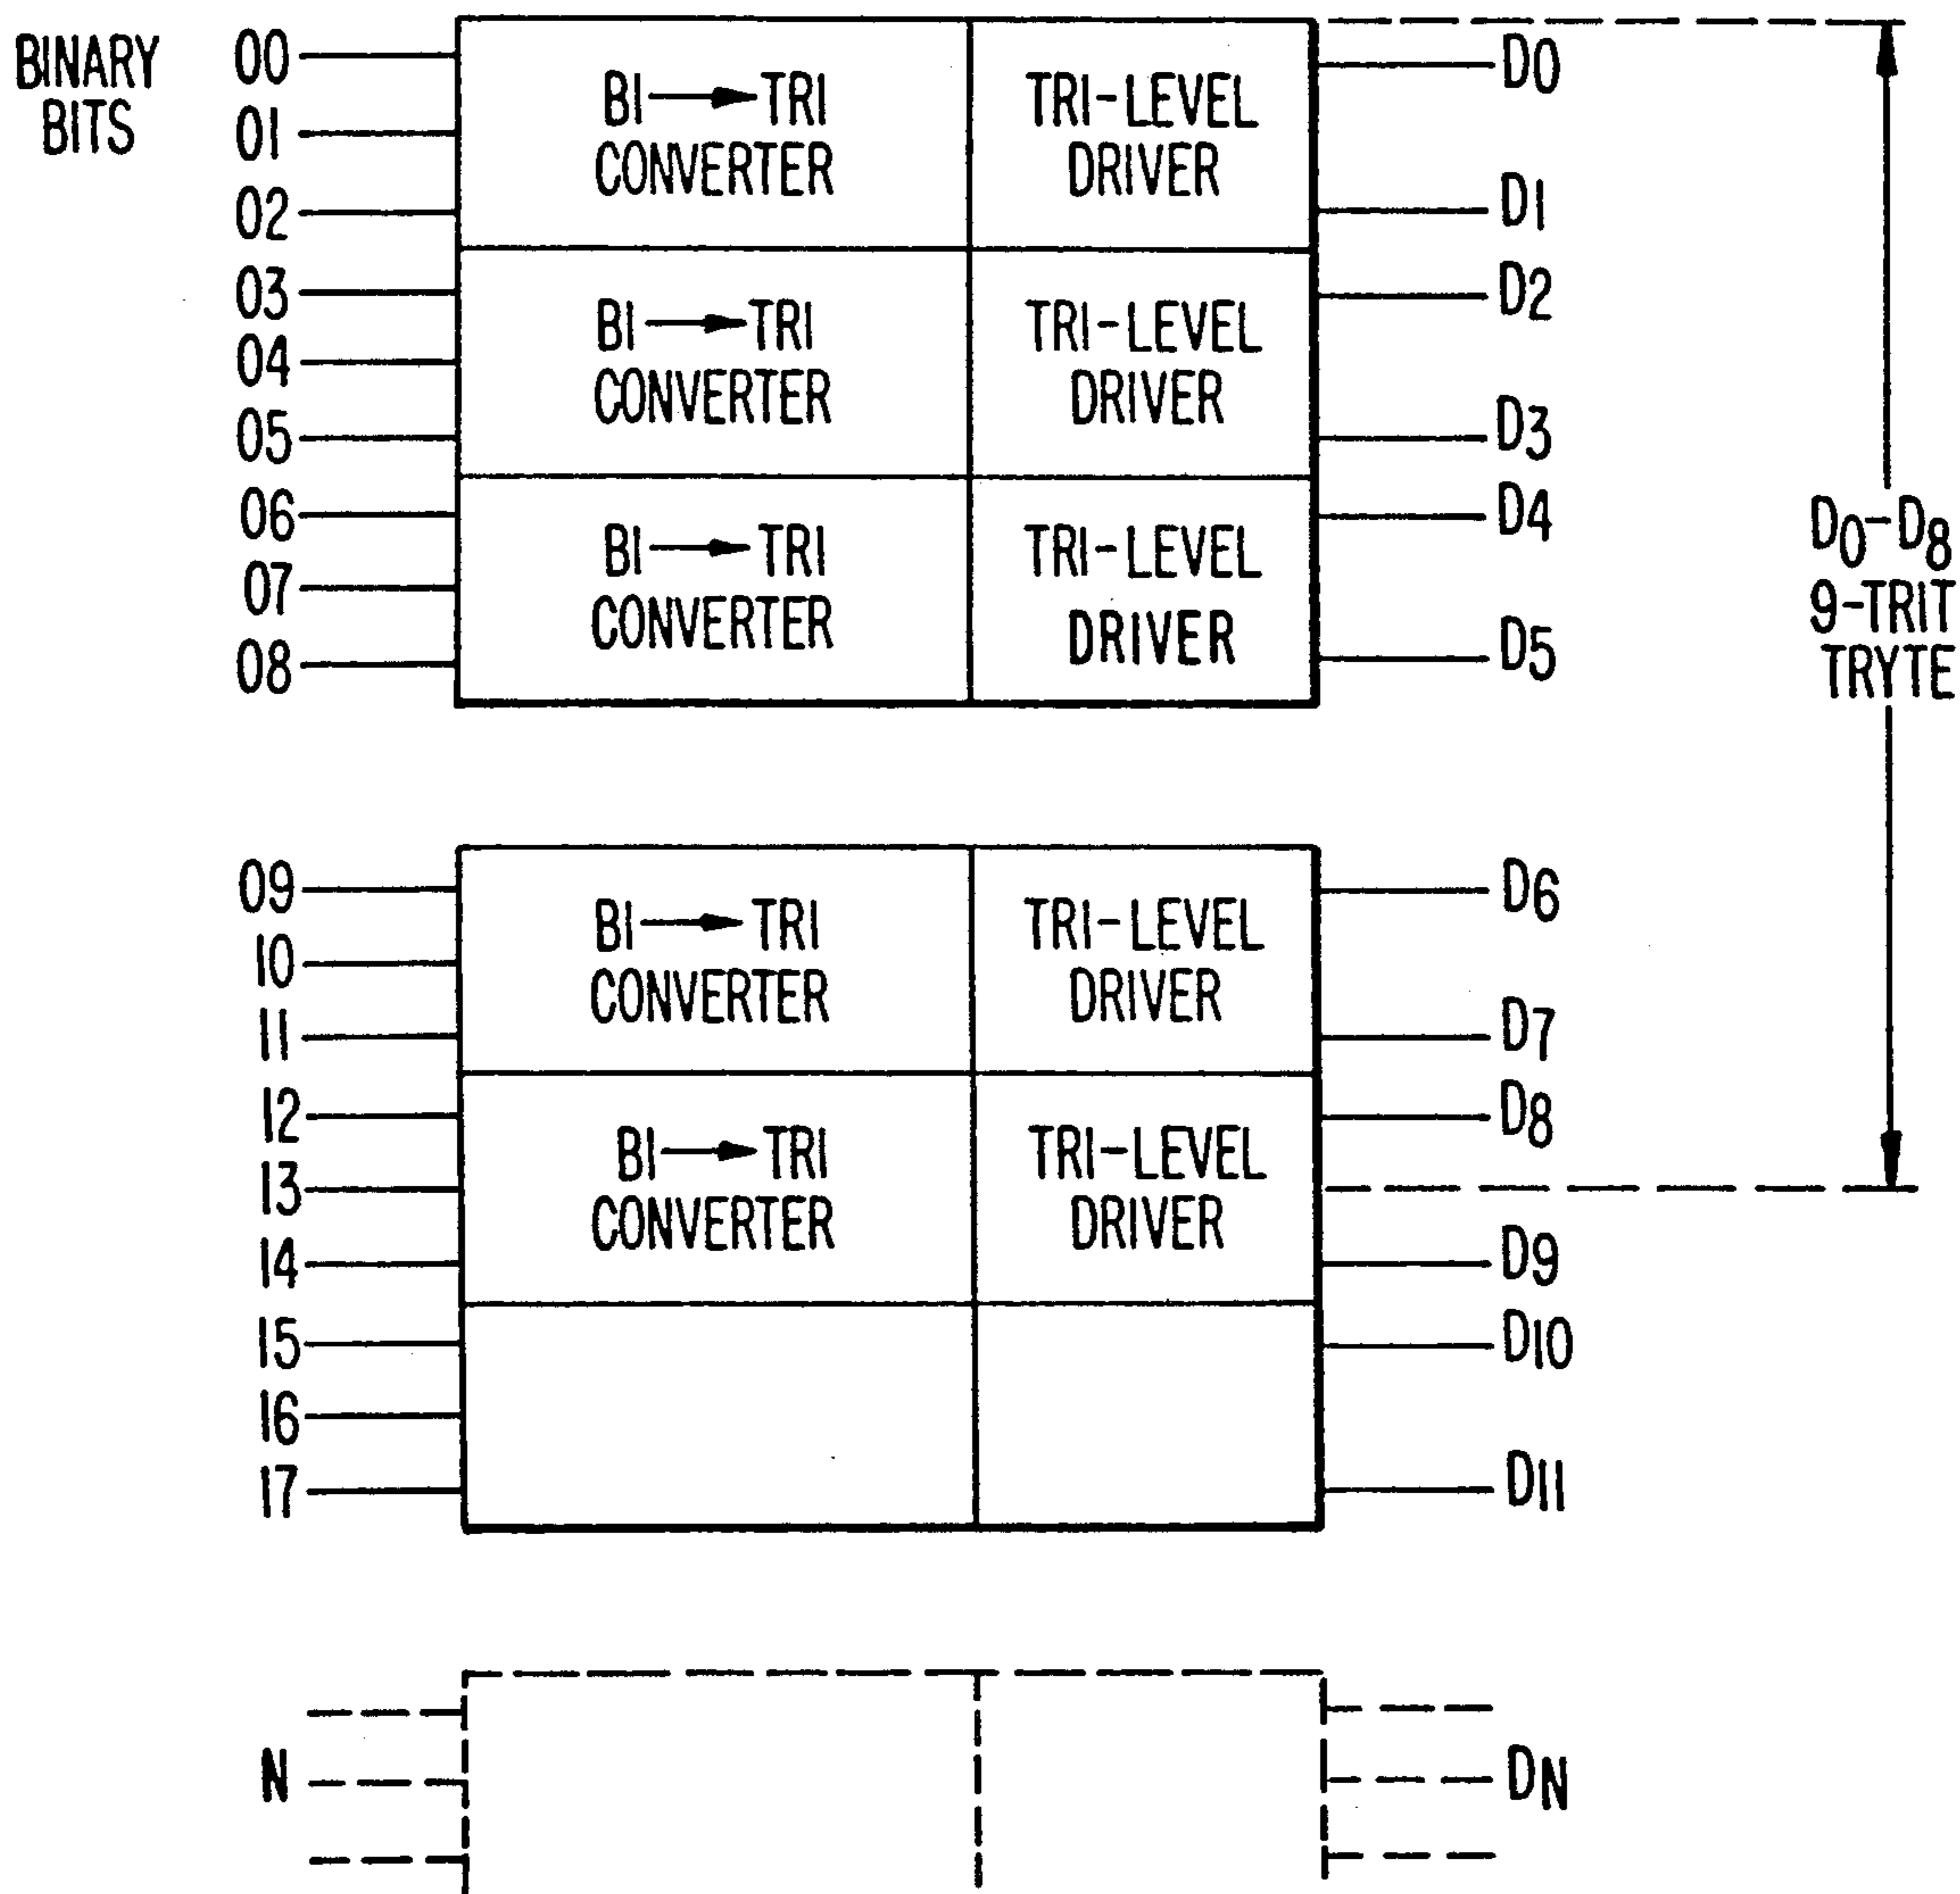 BINARY
BITS
00
01
02
BI → TRI
CONVERTER
TRI-LEVEL
DRIVER
D0
D1
03
04
05
BI → TRI
CONVERTER
TRI-LEVEL
DRIVER
D2
D3
06
07
08
BI → TRI
CONVERTER
TRI-LEVEL
DRIVER
D4
D5
D0-D8
9-TRIT
TRYTE
09
10
11
BI → TRI
CONVERTER
TRI-LEVEL
DRIVER
D6
D7
12
13
14
BI → TRI
CONVERTER
TRI-LEVEL
DRIVER
D8
D9
15
16
17
D10
D11
N
DN